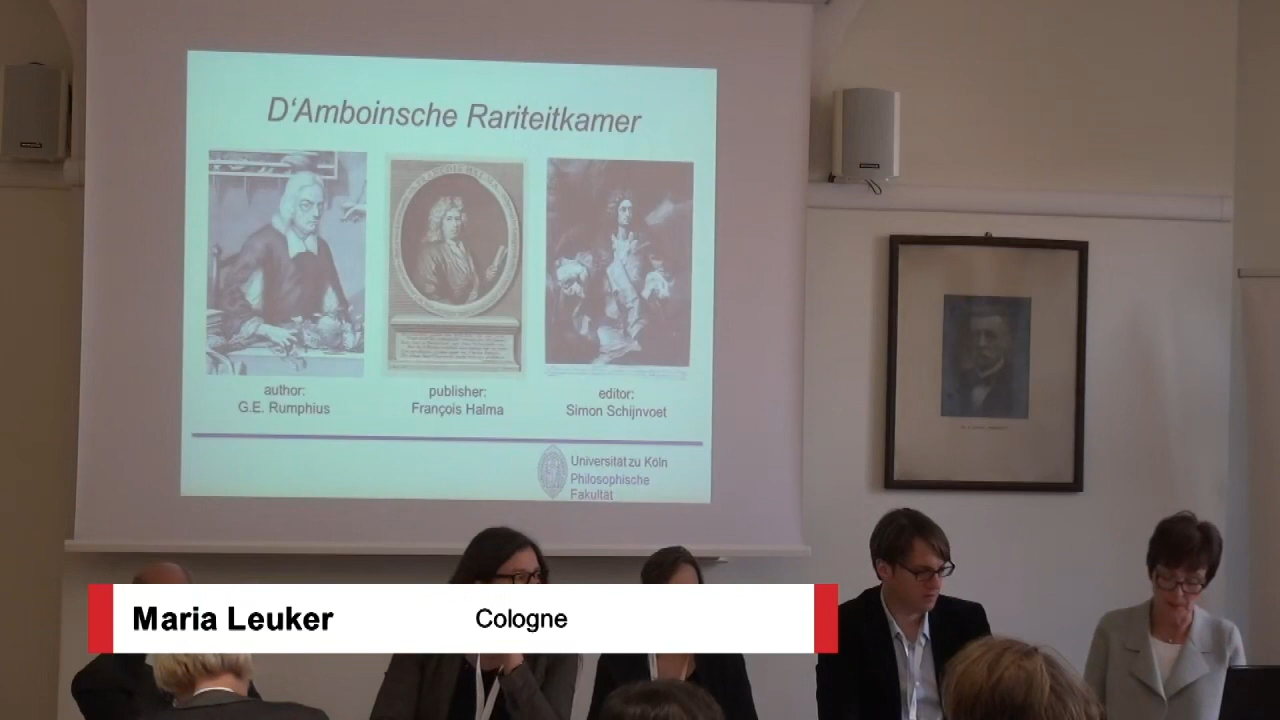 D‘Amboinsche Rariteitkamer
author:
G.E. Rumphius
publisher:
François Halma
editor:
Simon Schijnvoet
Universität zu Köln
Philosophische
Fakultät
Maria Leuker
Cologne